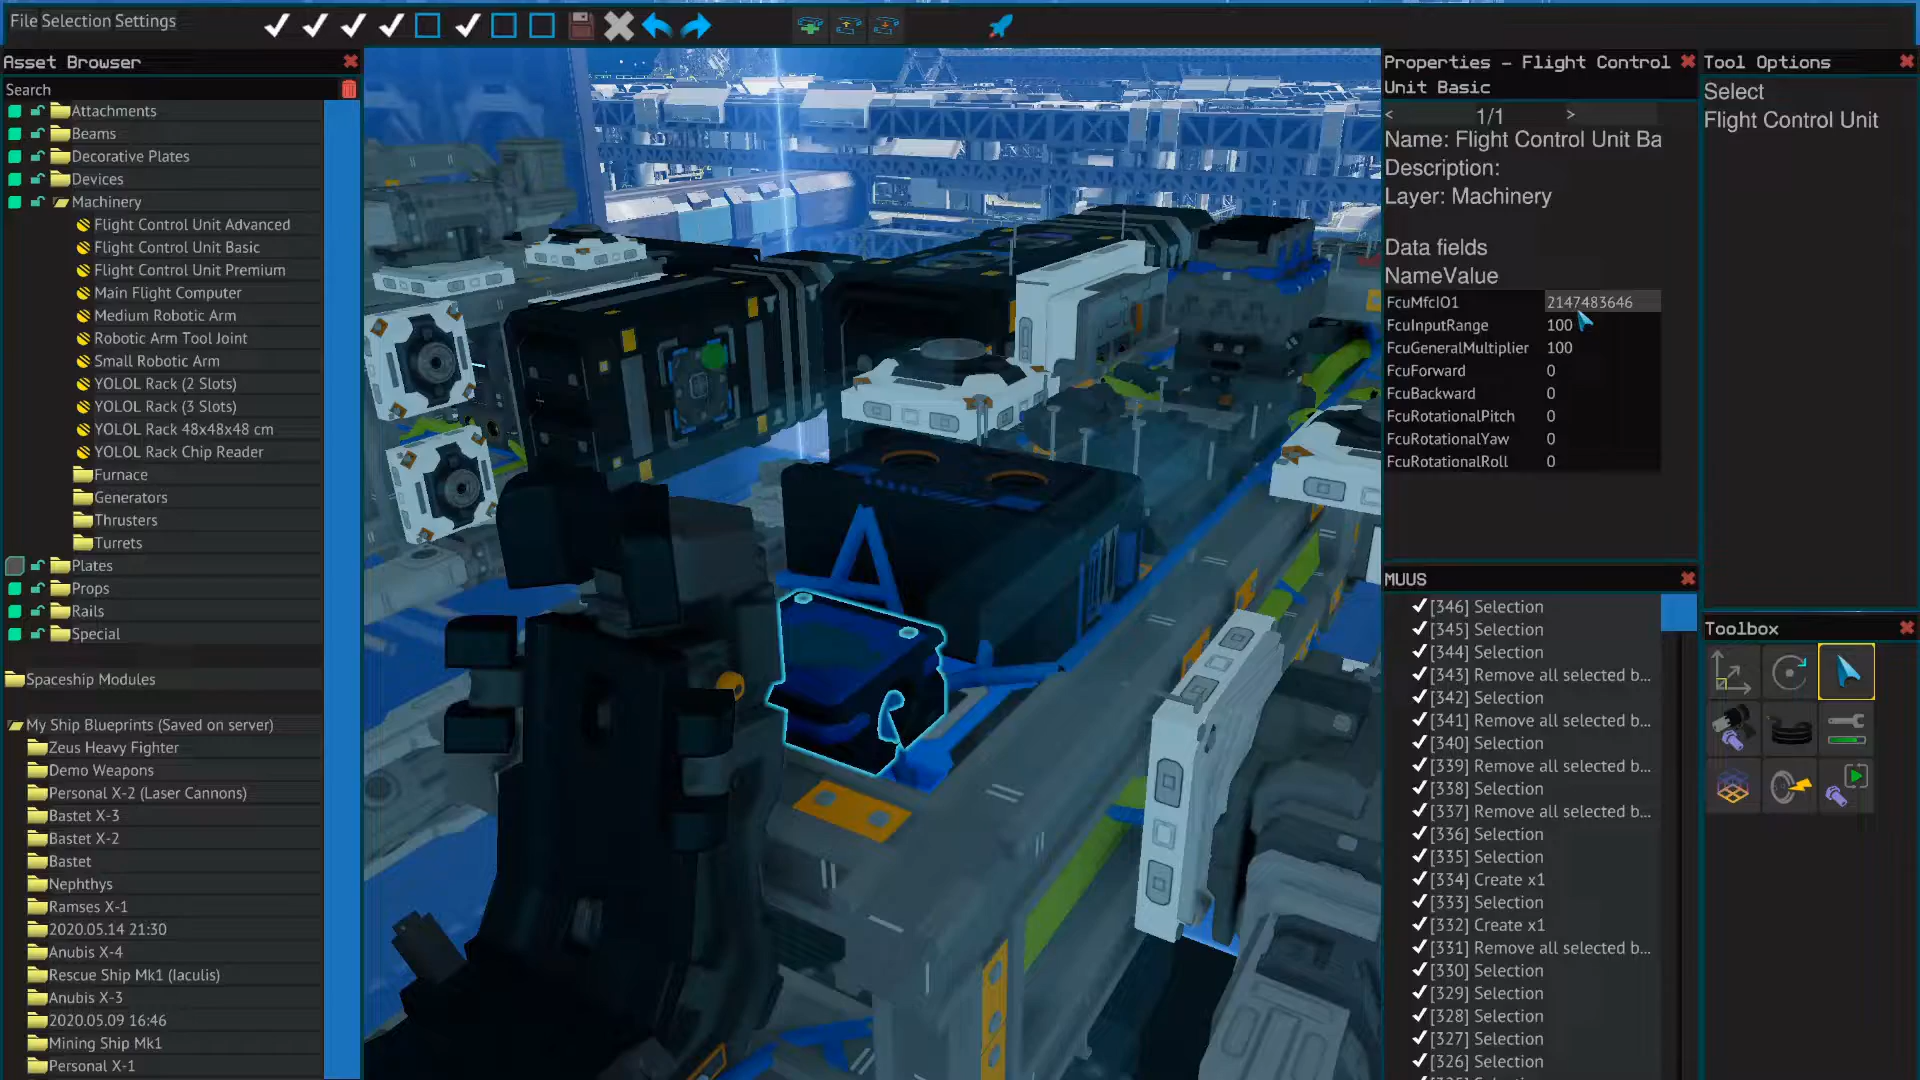 File Selection Settings
Asset Browser
Search
Attachments
Beams
Decorative Plates
Devices
Machinery
Flight Control Unit Advanced
Flight Control Unit Basic
Flight Control Unit Premium
Main Flight Computer
Medium Robotic Arm
Robotic Arm Tool Joint
Small Robotic Arm
YOLOL Rack (2 Slots)
YOLOL Rack (3 Slots)
YOLOL Rack 48x48x48 cm
YOLOL Rack Chip Reader
Furnace
Generators
Thrusters
Turrets
Plates
Props
Rails
Special
Spaceship Modules
My Ship Blueprints (Saved on server)
Zeus Heavy Fighter
Demo Weapons
Personal X-2 (Laser Cannons)
Bastet X-3
Bastet X-2
Bastet
Nephthys
Ramses X-1
2020.05.14 21:30
Anubis X-4
Rescue Ship Mk1 (Iaculis)
Anubis X-3
2020.05.09 16:46
Mining Ship Mk1
Personal X-1
Properties - Flight Control
Unit Basic
< 1/1 >
Name: Flight Control Unit Ba
Description:
Layer: Machinery
Data fields
NameValue
FcuMfcIO1 2147483646
FcuInputRange 100
FcuGeneralMultiplier 100
FcuForward 0
FcuBackward 0
FcuRotationalPitch 0
FcuRotationalYaw 0
FcuRotationalRoll 0
MUUS
[346] Selection
[345] Selection
[344] Selection
[343] Remove all selected b...
[342] Selection
[341] Remove all selected b...
[340] Selection
[339] Remove all selected b...
[338] Selection
[337] Remove all selected b...
[336] Selection
[335] Selection
[334] Create x1
[333] Selection
[332] Create x1
[331] Remove all selected b...
[330] Selection
[329] Selection
[328] Selection
[327] Selection
[326] Selection
Tool Options
Select
Flight Control Unit
Toolbox